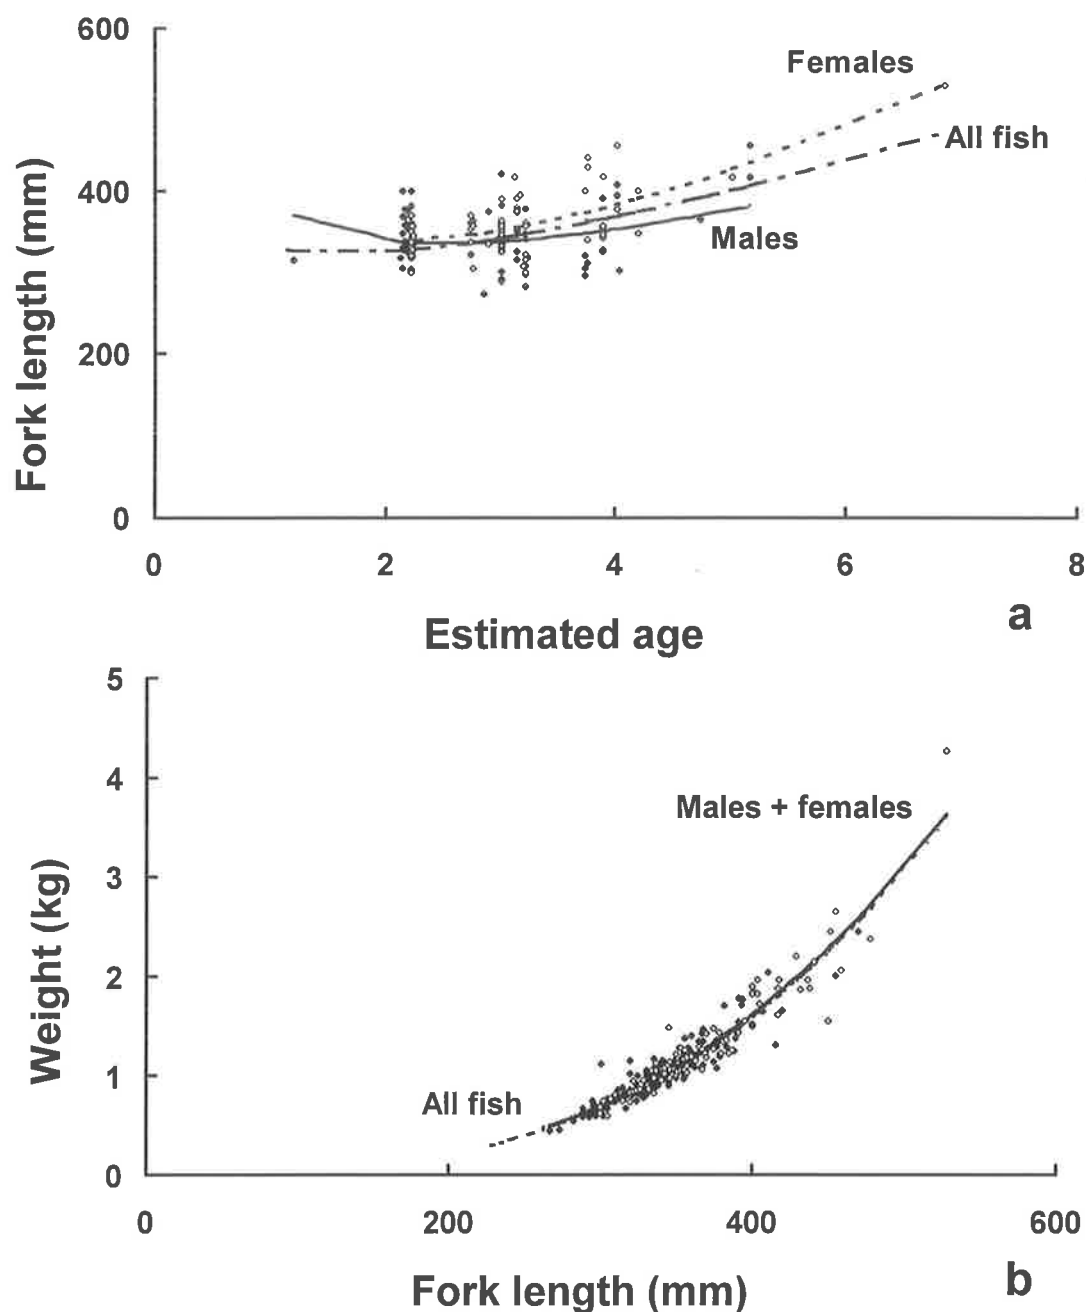 600
Females
All fish
400
Males
200
0
0 2 4 6 8
Fork length (mm)
Estimated age
a
5
4
Males + females
3
2
1
All fish
0
0 200 400 600
Weight (kg)
Fork length (mm)
b